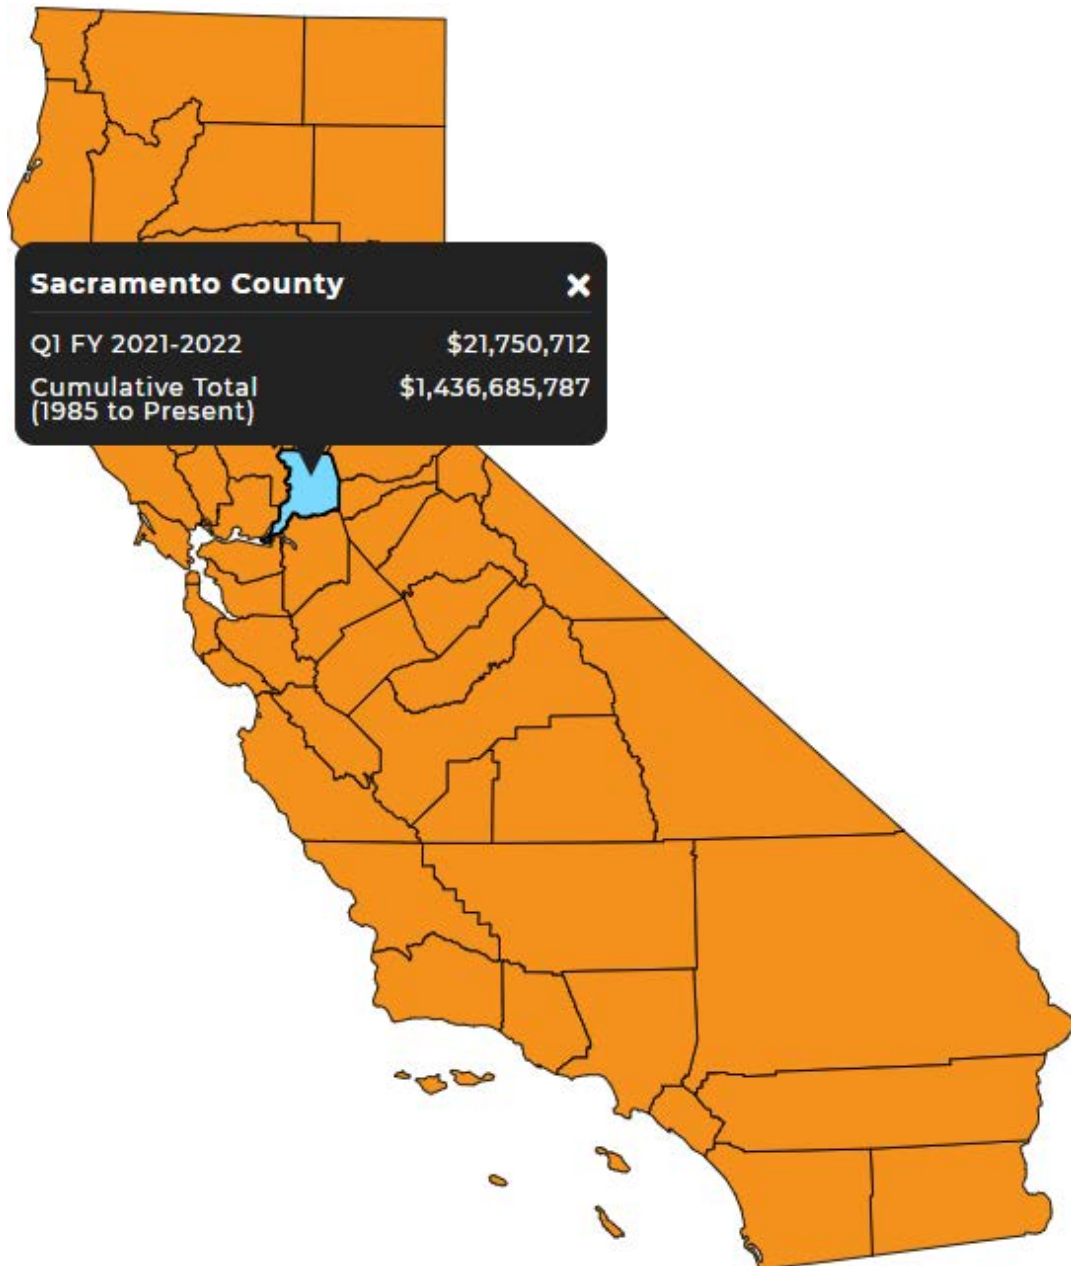 Sacramento County
Q1 FY 2021-2022 $21,750,712
Cumulative Total $1,436,685,787
(1985 to Present)